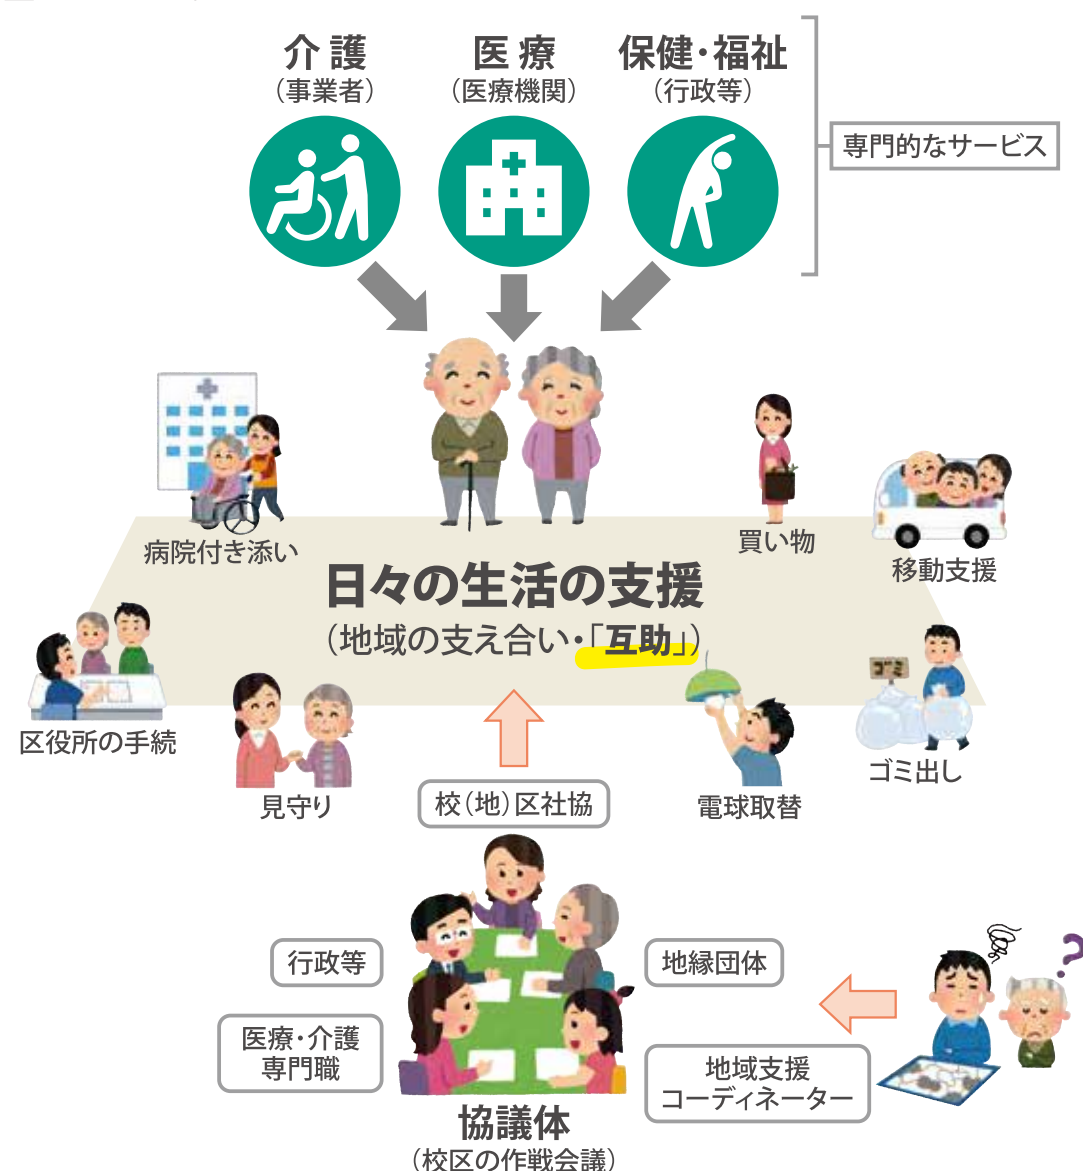 介護
（事業者）
医療
（医療機関）
保健・福祉
（行政等）
専門的なサービス
病院付き添い
買い物
移動支援
日々の生活の支援
（地域の支え合い・「互助」）
区役所の手続
見守り
校（地）区社協
電球取替
ゴミ
ゴミ出し
行政等
地縁団体
?
医療・介護
専門職
地域支援
コーディネーター
協議体
（校区の作戦会議）